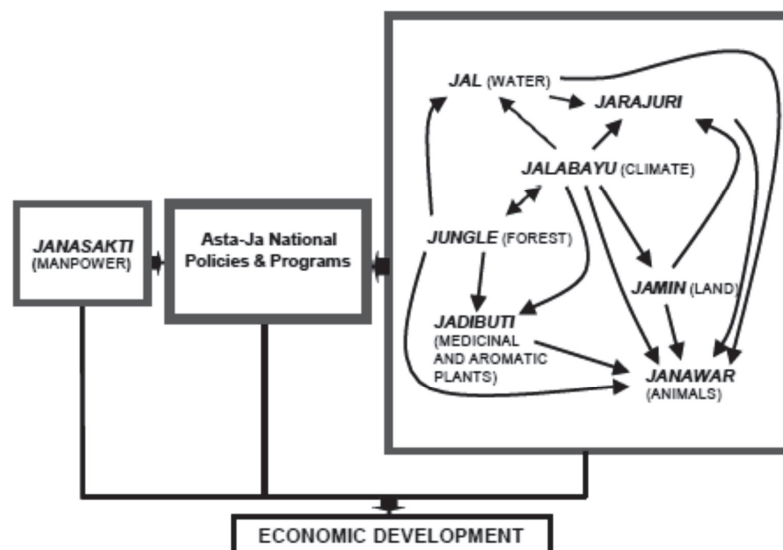 JAL (WATER)
JARAJURI
JALABAYU (CLIMATE)
JANASAKTI
(MANPOWER)
Asta-Ja National
Policies & Programs
JUNGLE (FOREST)
JAMIN (LAND)
JADIBUTI
(MEDICINAL
AND AROMATIC
PLANTS)
JANAWAR
(ANIMALS)
ECONOMIC DEVELOPMENT